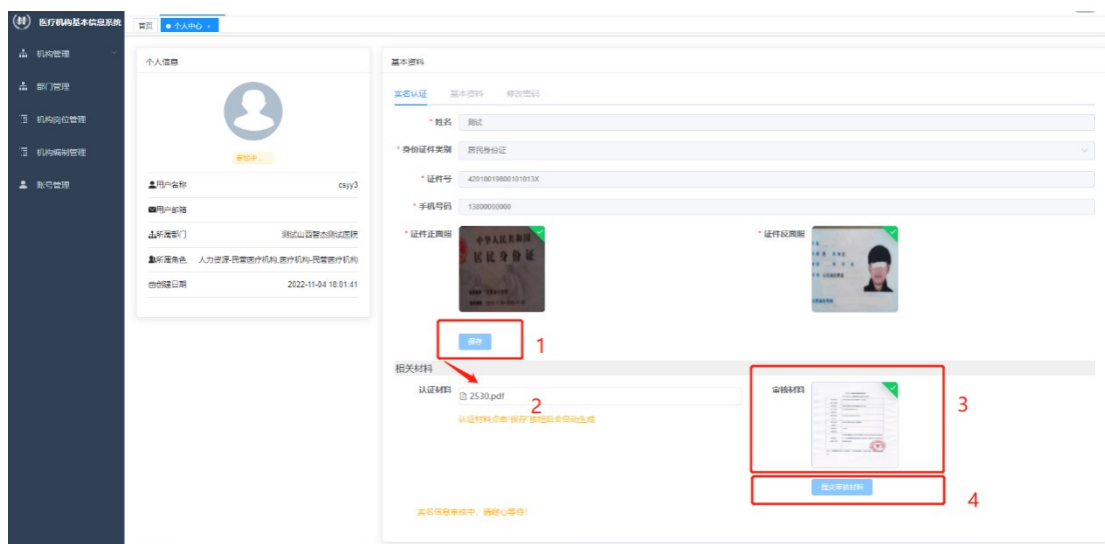 医疗机构基本信息系统
首页
个人中心 ×
机构管理
部门管理
机构岗位管理
机构编制管理
账号管理
个人信息
审核中...
用户名称 csyy3
用户邮箱
所属部门 测试山西智杰测试医院
所属角色 人力资源-民营医疗机构,医疗机构-民营医疗机构
创建日期 2022-11-04 18:01:41
基本资料
实名认证 基本资料 修改密码
* 姓名 测试
* 身份证件类别 居民身份证
* 证件号 42010019800101013X
* 手机号码 13800000000
* 证件正面照
中华人民共和国
居民身份证
* 证件反面照
保存
1
相关材料
认证材料 2530.pdf
2
认证材料点击"保存"按钮后会自动生成
审核材料
3
提交审核材料
4
实名信息审核中，请耐心等待!